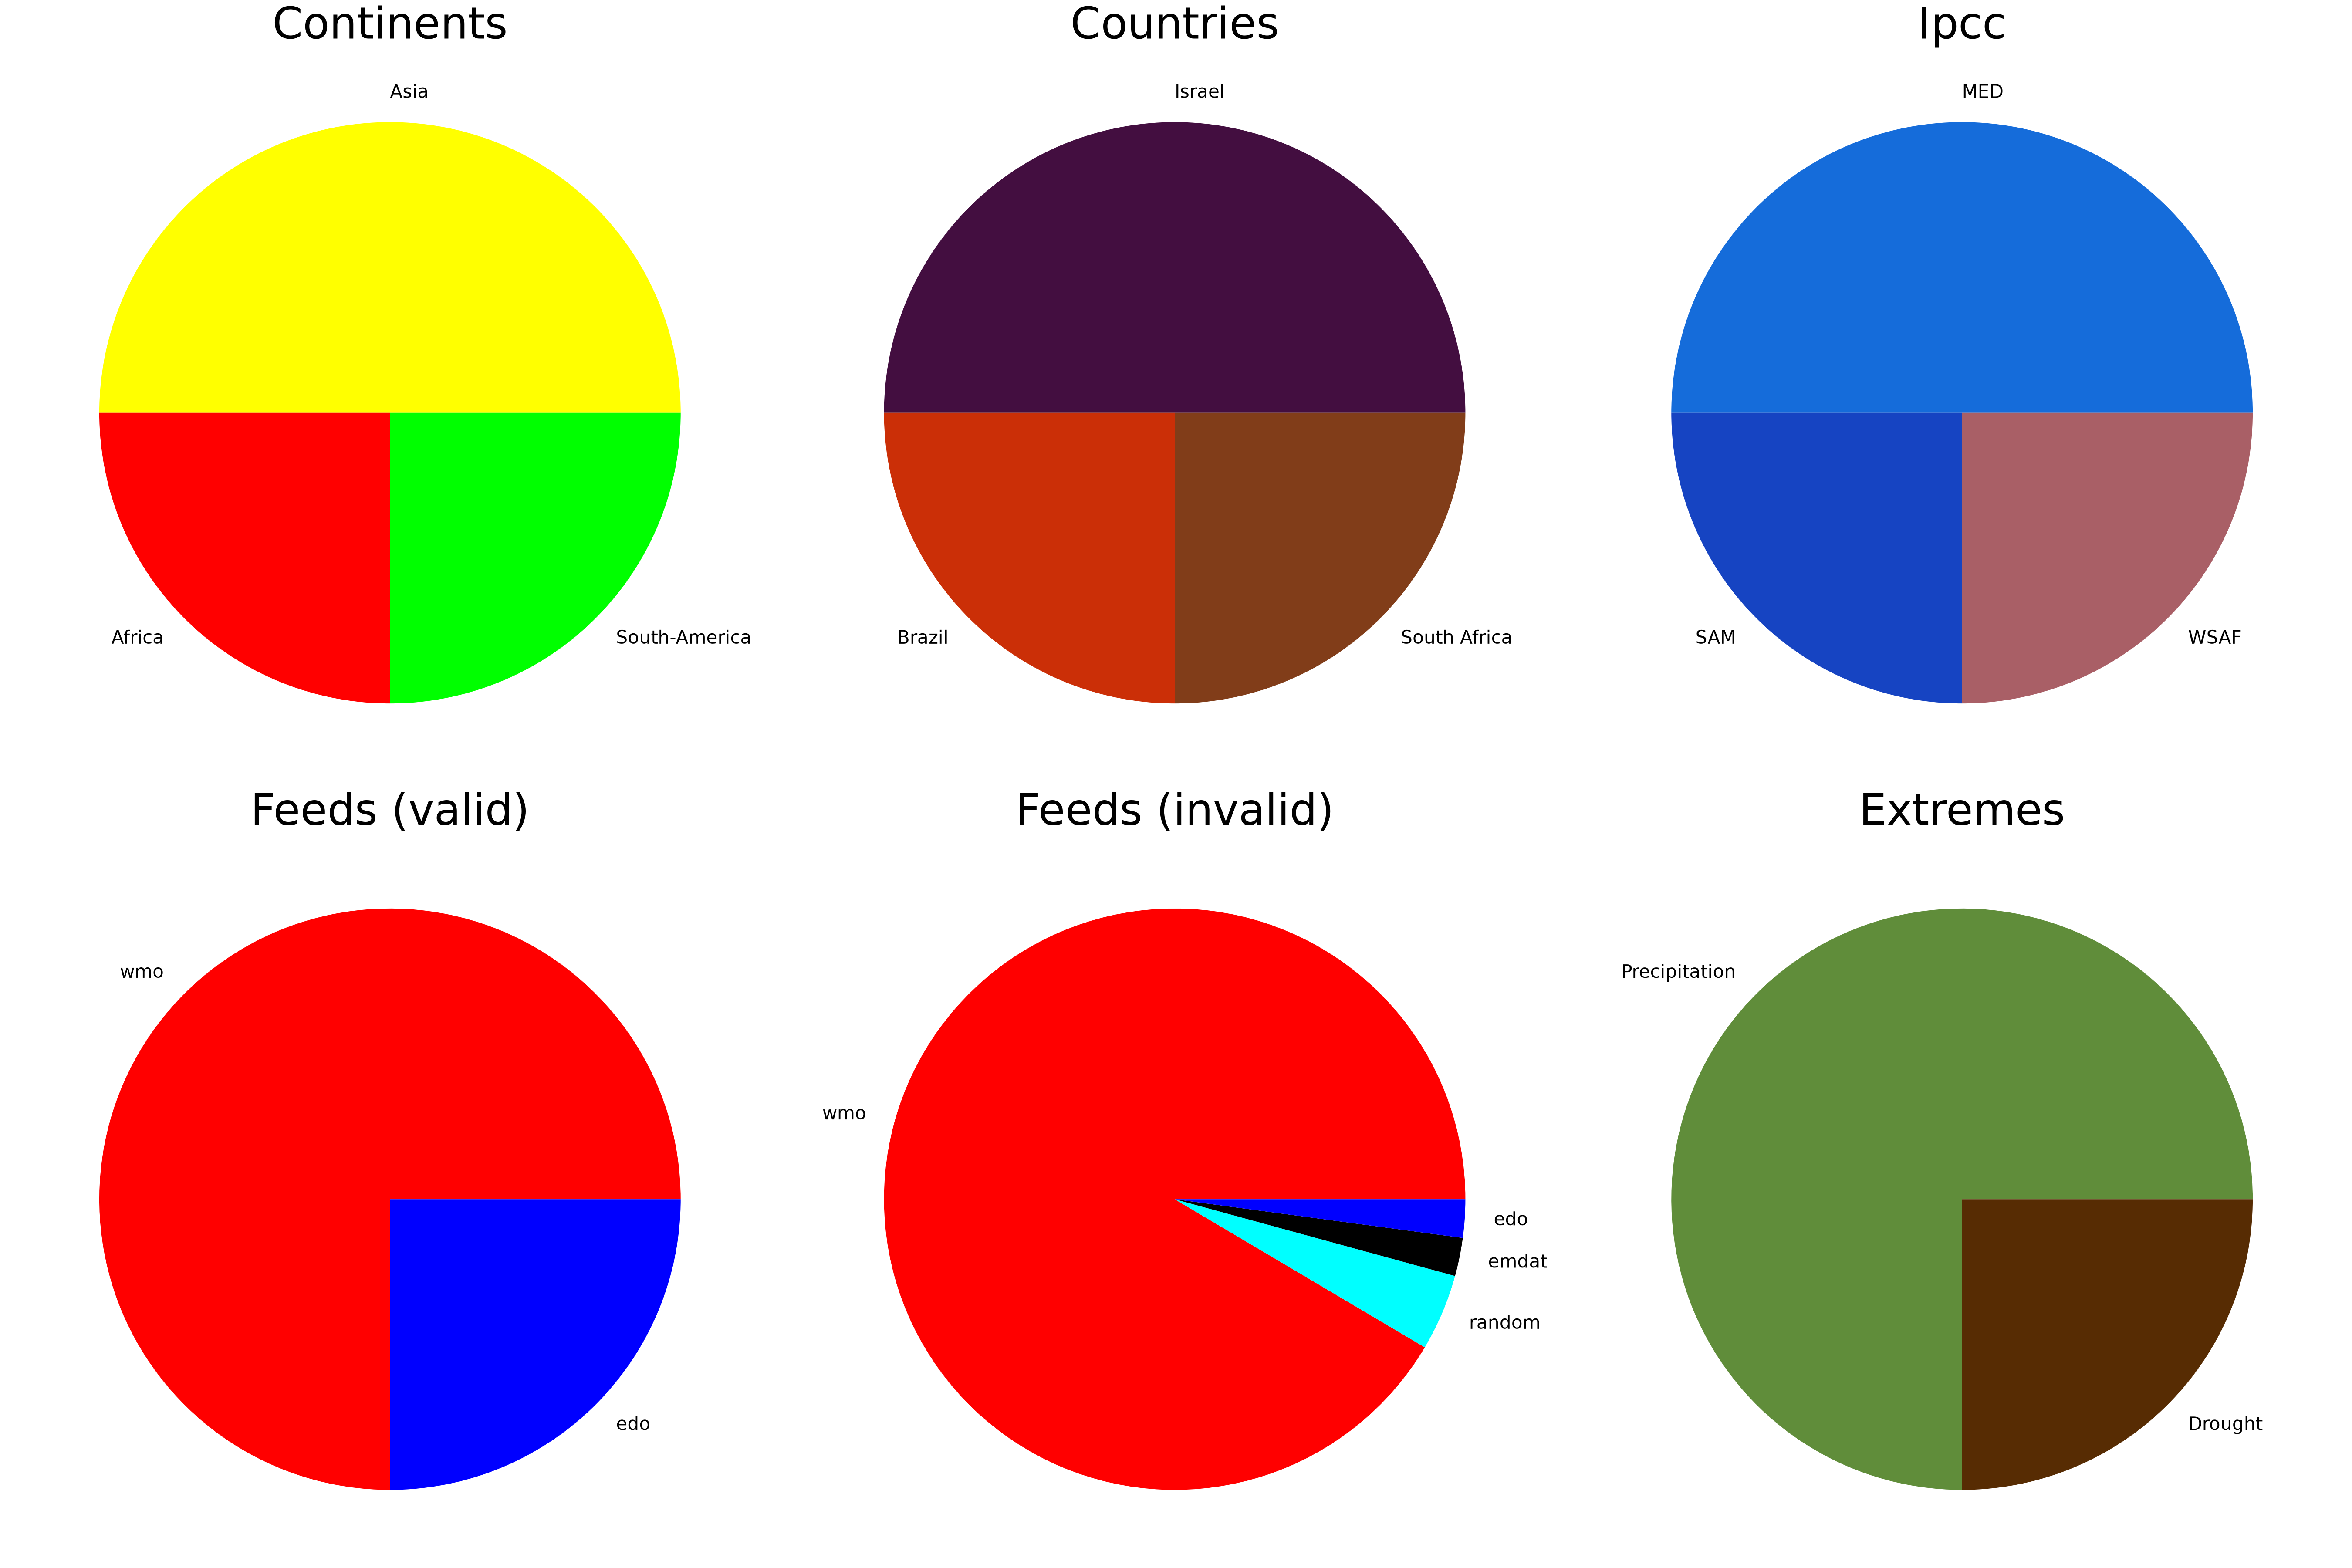 Continents
Asia
Africa
South-America
Countries
Israel
Brazil
South Africa
Ipcc
MED
SAM
WSAF
Feeds (valid)
wmo
edo
Feeds (invalid)
wmo
edo
emdat
random
Extremes
Precipitation
Drought